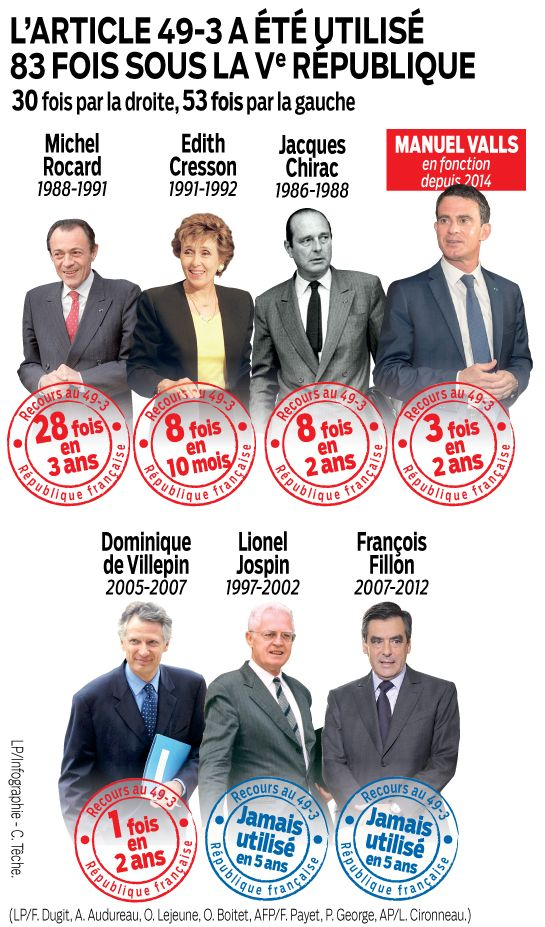 L'ARTICLE 49-3 A ÉTÉ UTILISÉ
83 FOIS SOUS LA Ve RÉPUBLIQUE
30 fois par la droite, 53 fois par la gauche
Michel
Rocard
1988-1991
Edith
Cresson
1991-1992
Jacques
Chirac
1986-1988
MANUEL VALLS
en fonction
depuis 2014
Recours au 49-3
28 fois
en
3 ans
République française
Recours au 49-3
8 fois
en
10 mois
République française
Recours au 49-3
8 fois
en
2 ans
République française
Recours au 49-3
3 fois
en
2 ans
République française
Dominique
de Villepin
2005-2007
Lionel
Jospin
1997-2002
François
Fillon
2007-2012
Recours au 49-3
1 fois
en
2 ans
République française
Recours au 49-3
Jamais
utilisé
en 5 ans
République française
Recours au 49-3
Jamais
utilisé
en 5 ans
République française
LP/Infographie - C. Tèche.
(LP/F. Dugit, A. Audureau, O. Lejeune, O. Boitet, AFP/F. Payet, P. George, AP/L. Cironneau.)